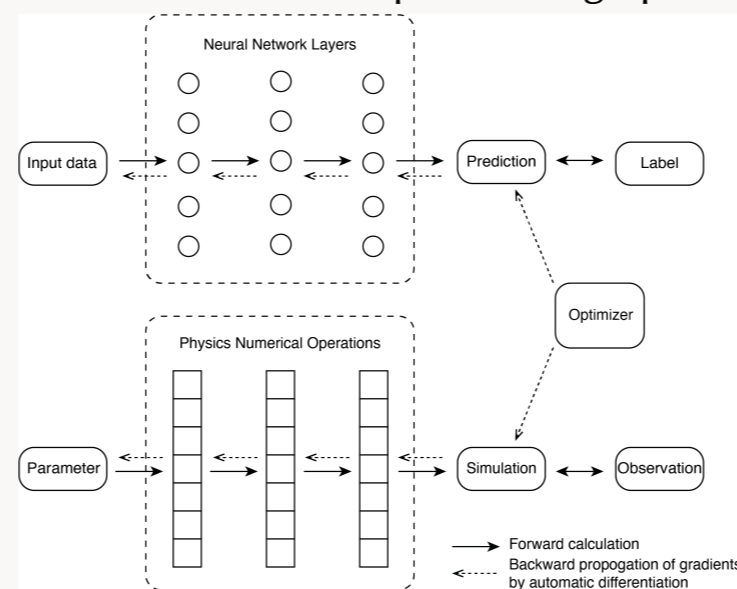 Neural Network Layers
Input data
Prediction
Label
Optimizer
Physics Numerical Operations
Parameter
Simulation
Observation
Forward calculation
Backward propogation of gradients
by automatic differentiation